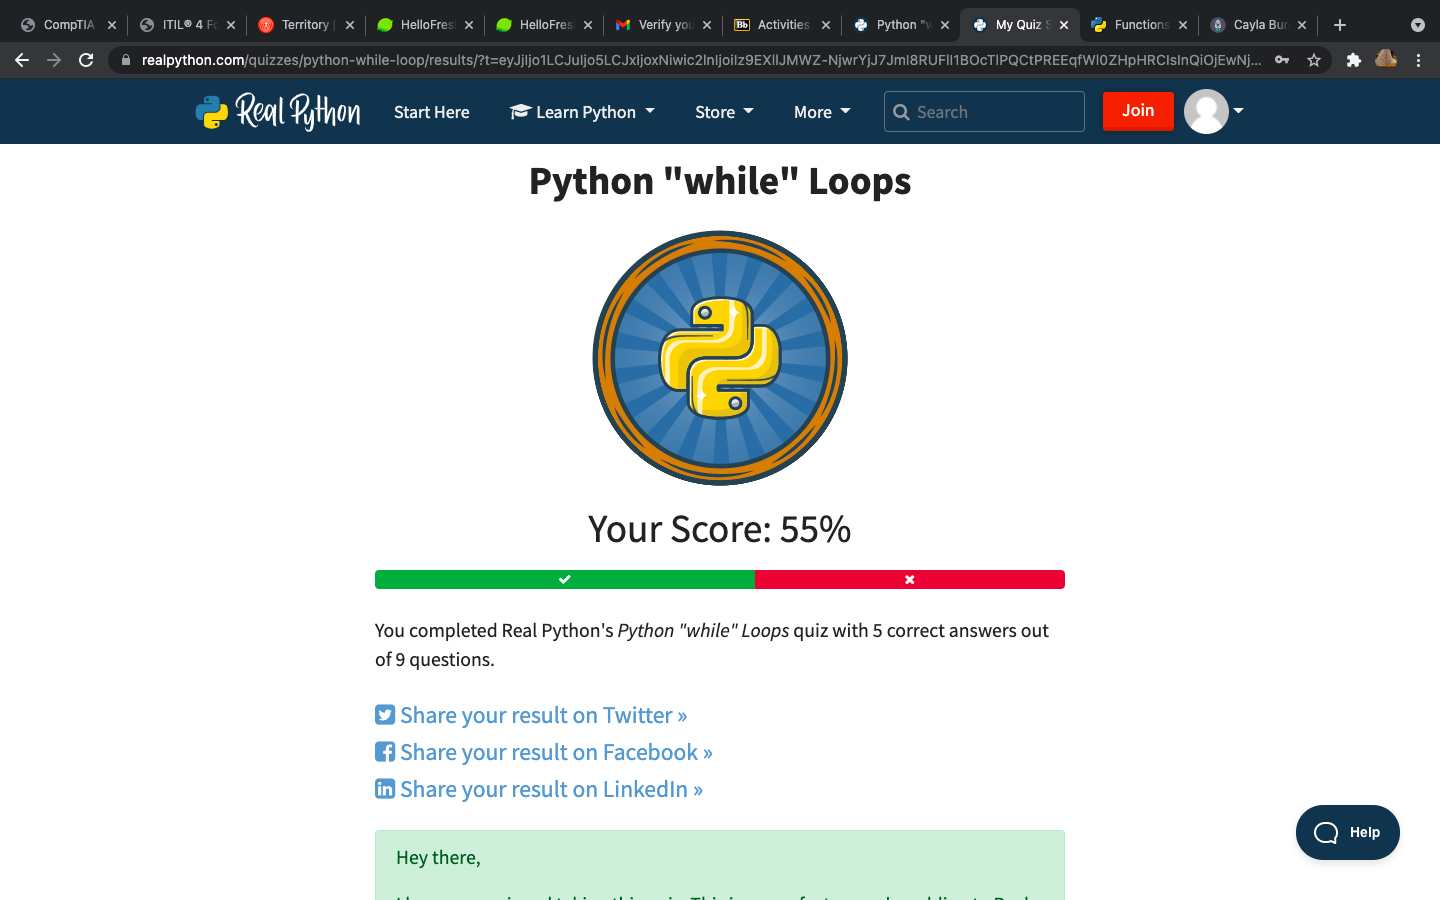 CompTIA
ITIL® 4 Fo
Territory
HelloFres
HelloFres
Verify you
Bb Activities
Python "w
My Quiz S
Functions
Cayla Bur
realpython.com/quizzes/python-while-loop/results/?t=
Real Python
Start Here
Learn Python
Store
More
Search
Join
Python "while" Loops
Your Score: 55%
You completed Real Python's Python "while" Loops quiz with 5 correct answers out
of 9 questions.
Share your result on Twitter »
Share your result on Facebook »
Share your result on LinkedIn »
Help
Hey there,